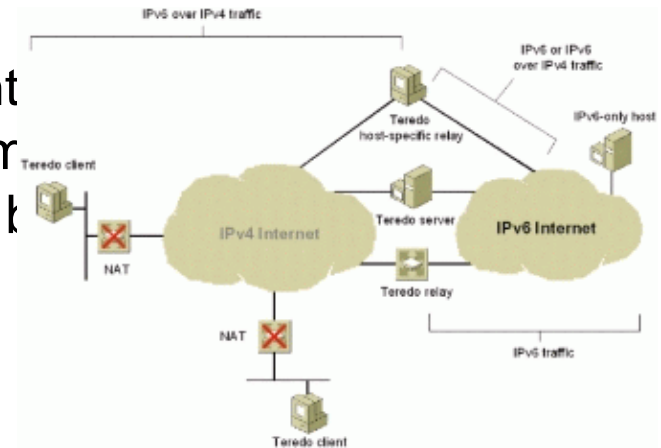 IPv6 over IPv4 traffic
IPv6 or IPv6
over IPv4 traffic
Teredo
host-specific relay
IPv6-only host
Teredo client
Teredo server
IPv4 Internet
IPv6 Internet
NAT
Teredo relay
NAT
IPv6 traffic
Teredo client